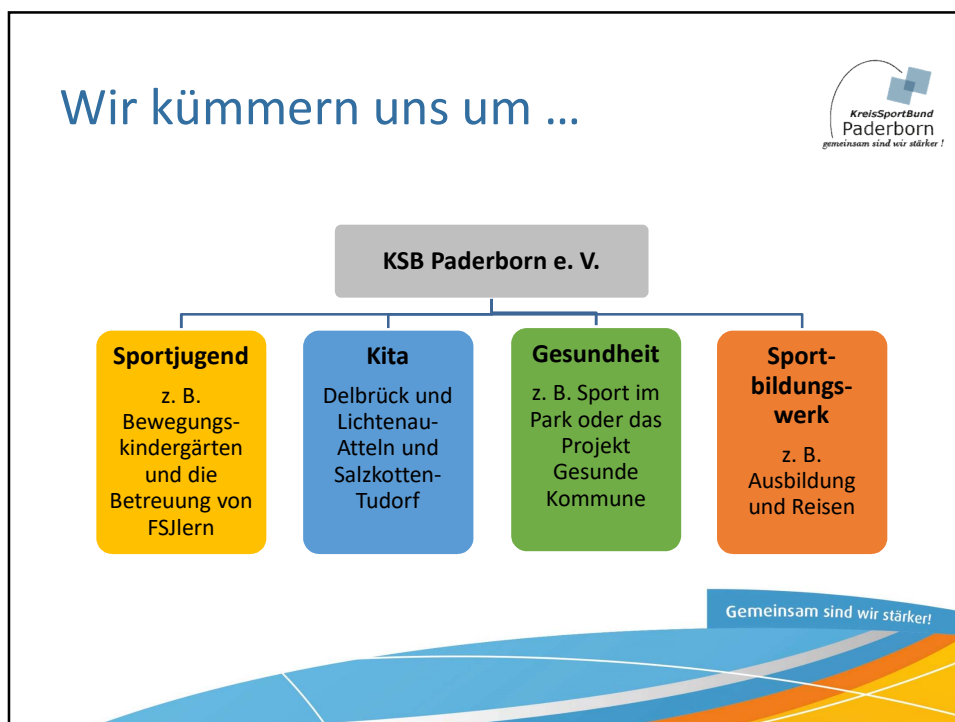 Wir kümmern uns um ...
KreisSportBund
Paderborn
gemeinsam sind wir stärker !
KSB Paderborn e. V.
Sportjugend
z. B.
Bewegungs-
kindergärten
und die
Betreuung von
FSJlern
Kita
Delbrück und
Lichtenau-
Atteln und
Salzkotten-
Tudorf
Gesundheit
z. B. Sport im
Park oder das
Projekt
Gesunde
Kommune
Sport-
bildungs-
werk
z. B.
Ausbildung
und Reisen
Gemeinsam sind wir stärker!